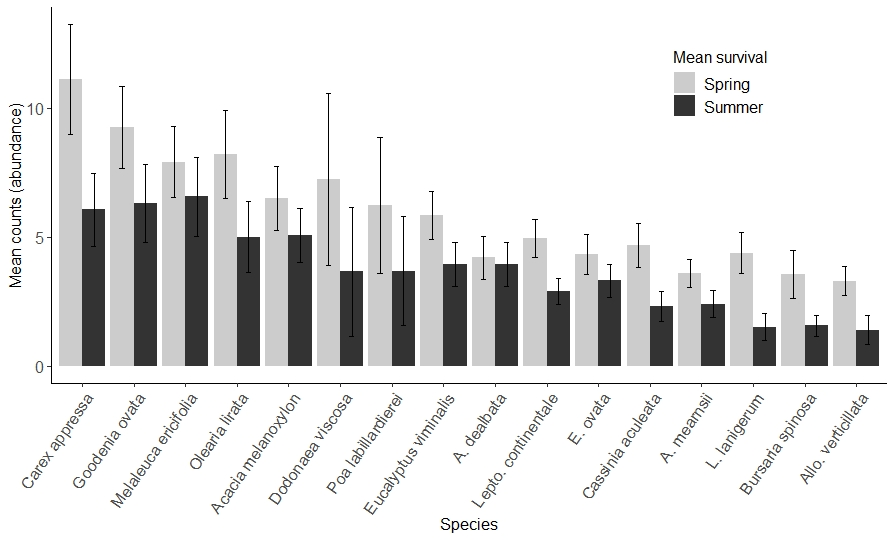 Mean survival
Spring
Summer
Mean counts (abundance)
10
5
0
Carex appressa
Goodenia ovata
Melaleuca ericifolia
Olearia lirata
Acacia melanoxylon
Dodonaea viscosa
Poa labillardierei
Eucalyptus viminalis
A. dealbata
Lepto. continentale
E. ovata
Cassinia aculeata
A. mearnsii
L. lanigerum
Bursaria spinosa
Allo. verticillata
Species